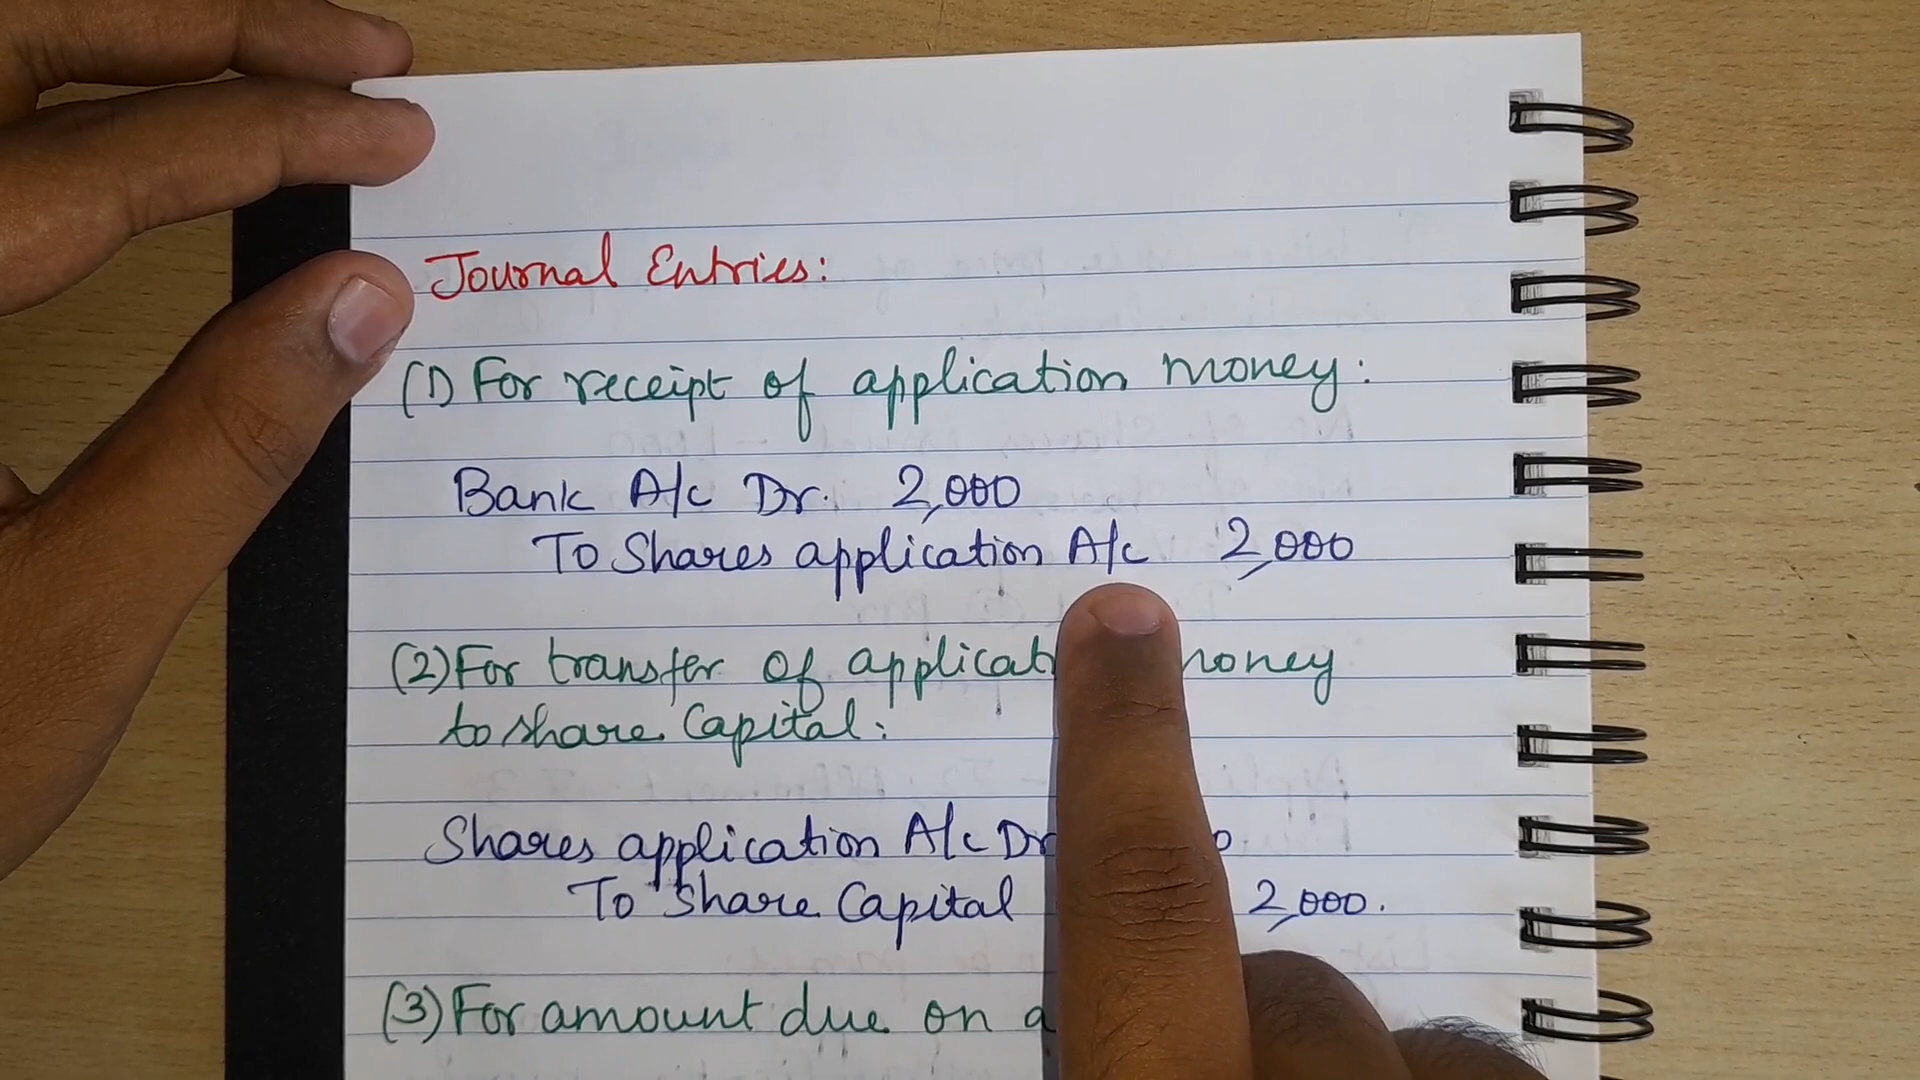 Journal Entries:
(1) For receipt of application money:
Bank A/c Dr. 2,000
To Shares application A/c 2,000
(2) For transfer of money
to share Capital:
Shares application A/c Dr
To Share Capital 2,000.
(3) For amount due on